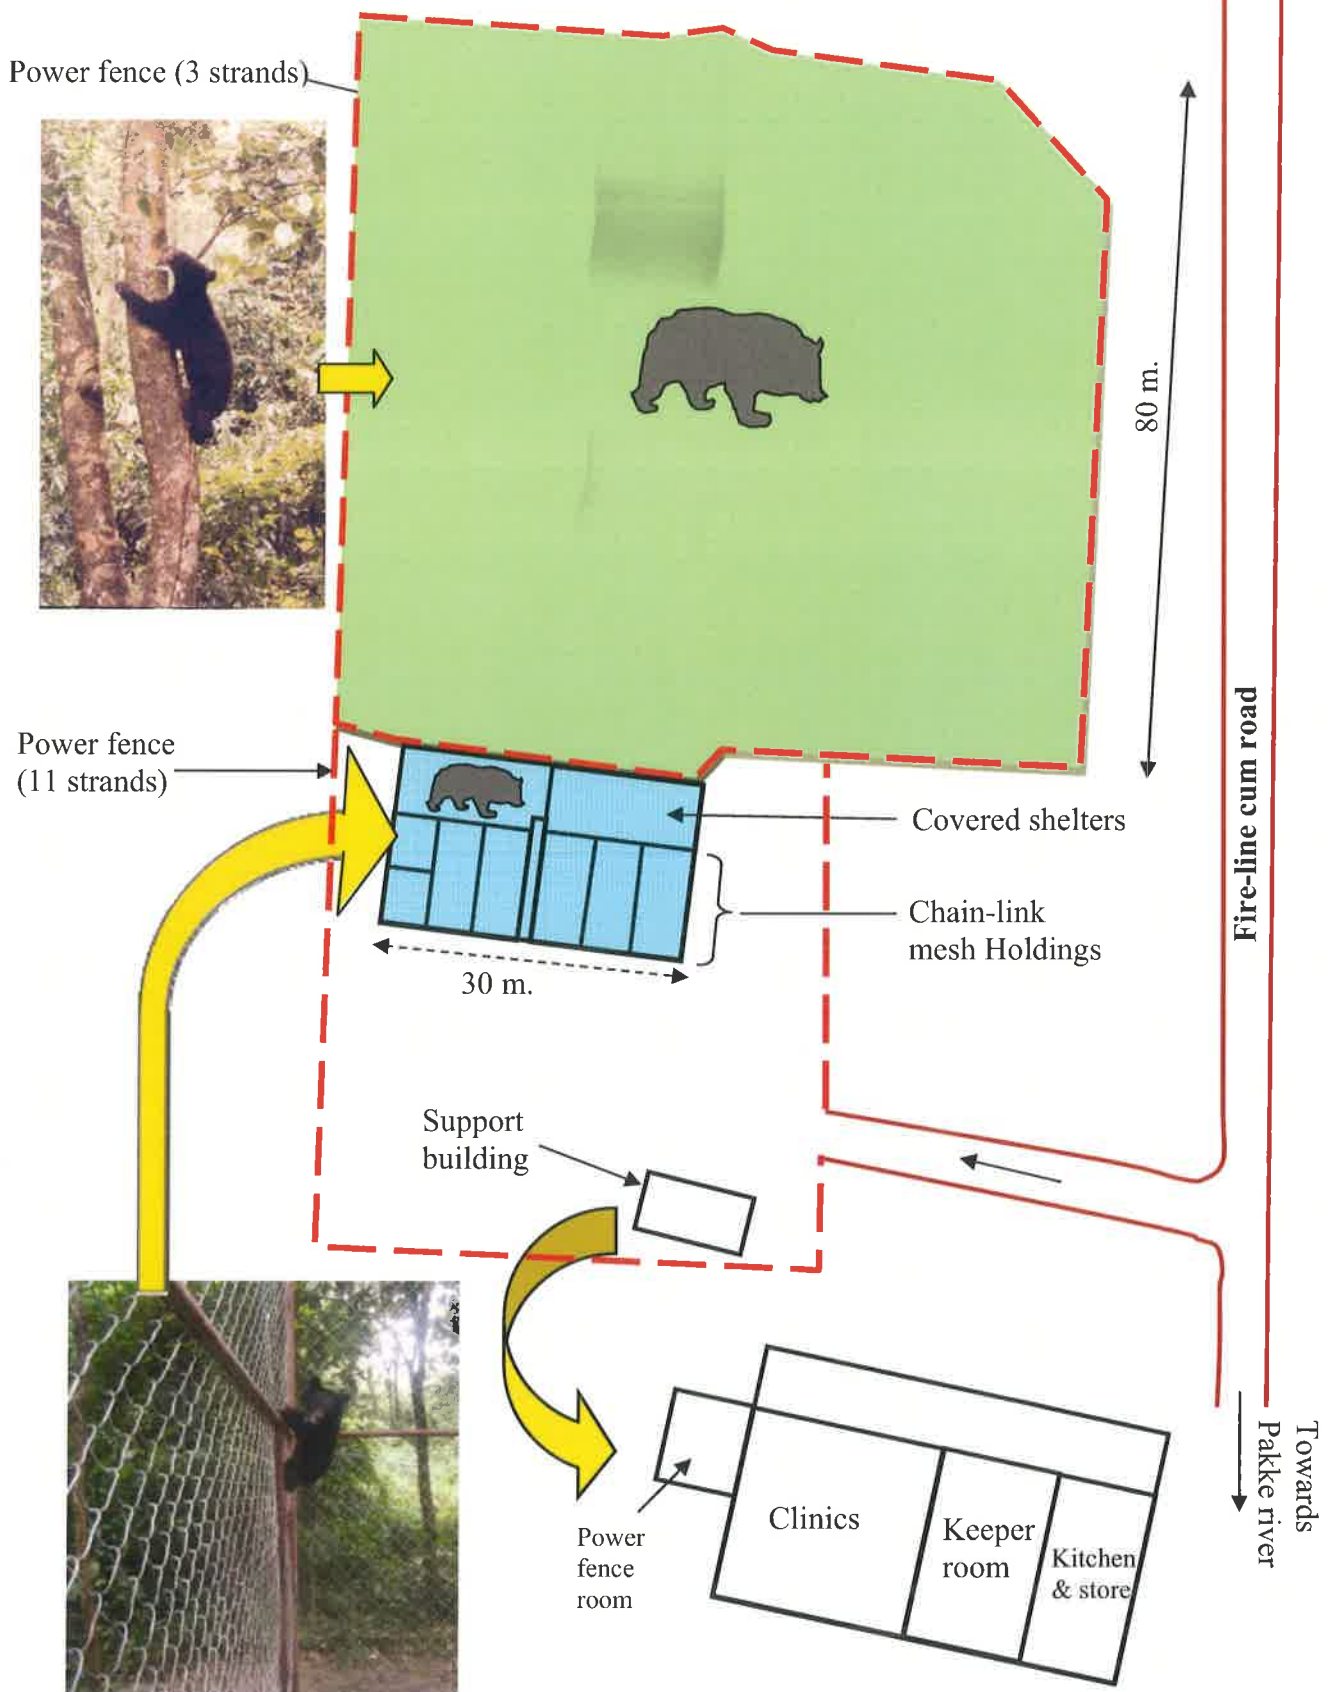 Power fence (3 strands)
80 m.
Power fence
(11 strands)
Covered shelters
Chain-link
mesh Holdings
30 m.
Fire-line cum road
Support
building
Towards
Pakke river
Power
fence
room
Clinics
Keeper
room
Kitchen
& store